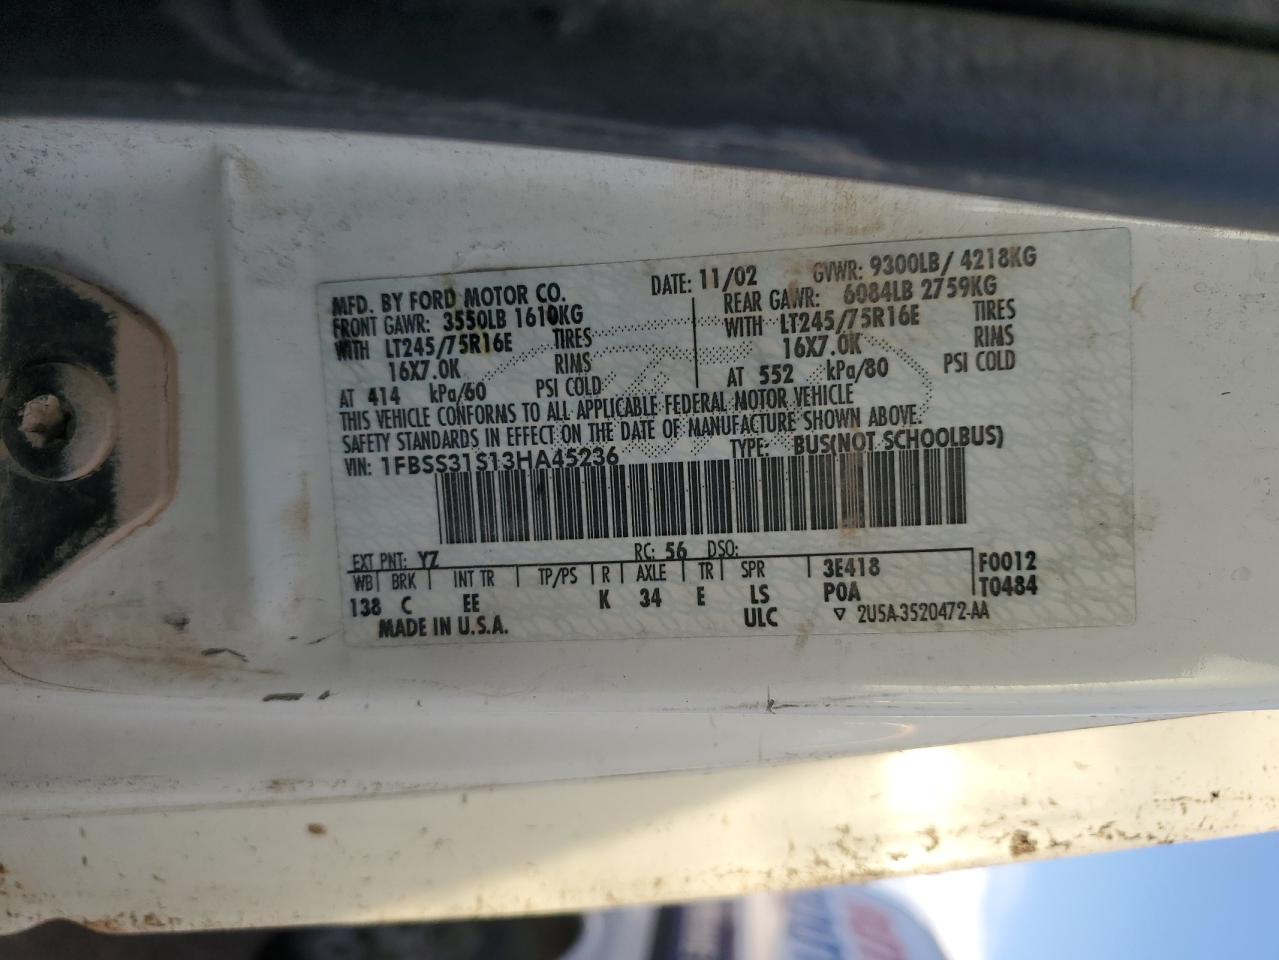 MFD. BY FORD MOTOR CO. DATE: 11/02 GVWR: 9300LB/ 4218KG
FRONT GAWR: 3550LB 1610KG REAR GAWR: 6084LB 2759KG
WITH LT245/75R16E TIRES WITH LT245/75R16E TIRES
16X7.0K RIMS 16X7.0K RIMS
AT 414 kPa/60 PSI COLD AT 552 kPa/80 PSI COLD
THIS VEHICLE CONFORMS TO ALL APPLICABLE FEDERAL MOTOR VEHICLE
SAFETY STANDARDS IN EFFECT ON THE DATE OF MANUFACTURE SHOWN ABOVE.
VIN: 1FBSS31S13HA45236 TYPE: BUS(NOT SCHOOLBUS)
EXT PNT: YZ RC: 56 DSO:
WB BRK INT TR TP/PS R AXLE TR SPR 3E418 F0012
138 C EE K 34 E LS POA T0484
MADE IN U.S.A. ULC ▽ 2U5A-3520472-AA